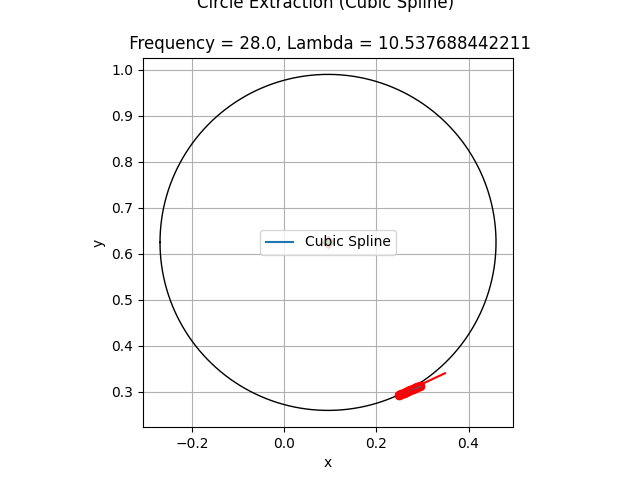 Circle Extraction (Cubic Spline)
Frequency = 28.0, Lambda = 10.537688442211
1.0
0.9
0.8
0.7
0.6
0.5
0.4
0.3
y
Cubic Spline
−0.2 0.0 0.2 0.4
x